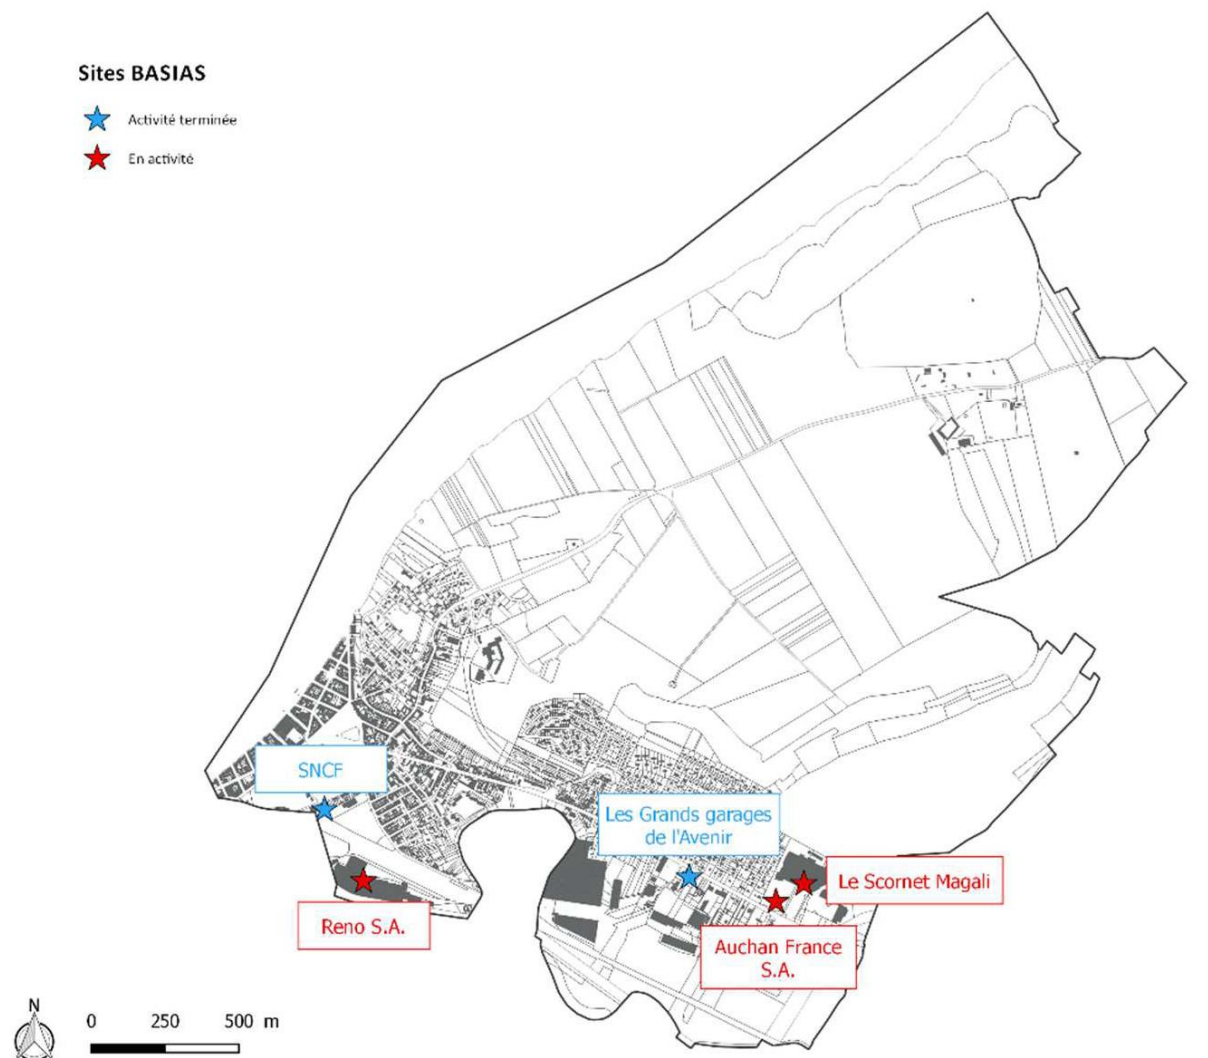 Sites BASIAS
Activité terminée
En activité
SNCF
Les Grands garages
de l'Avenir
Le Scornet Magali
Reno S.A.
Auchan France
S.A.
N
0 250 500 m